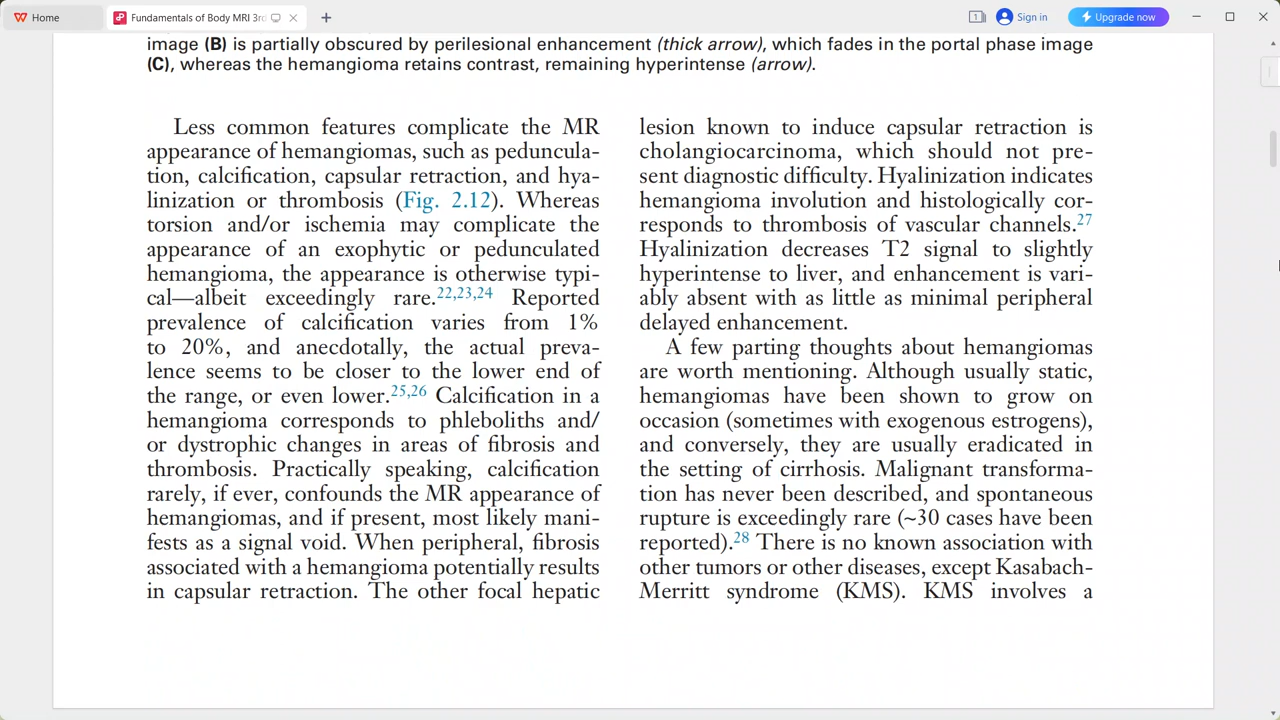 Home
Fundamentals of Body MRI 3rd
1
Sign in
Upgrade now
image (B) is partially obscured by perilesional enhancement (thick arrow), which fades in the portal phase image
(C), whereas the hemangioma retains contrast, remaining hyperintense (arrow).
Less common features complicate the MR
appearance of hemangiomas, such as peduncula-
tion, calcification, capsular retraction, and hya-
linization or thrombosis (Fig. 2.12). Whereas
torsion and/or ischemia may complicate the
appearance of an exophytic or pedunculated
hemangioma, the appearance is otherwise typi-
cal—albeit exceedingly rare.22,23,24 Reported
prevalence of calcification varies from 1%
to 20%, and anecdotally, the actual preva-
lence seems to be closer to the lower end of
the range, or even lower.25,26 Calcification in a
hemangioma corresponds to phleboliths and/
or dystrophic changes in areas of fibrosis and
thrombosis. Practically speaking, calcification
rarely, if ever, confounds the MR appearance of
hemangiomas, and if present, most likely mani-
fests as a signal void. When peripheral, fibrosis
associated with a hemangioma potentially results
in capsular retraction. The other focal hepatic
lesion known to induce capsular retraction is
cholangiocarcinoma, which should not pre-
sent diagnostic difficulty. Hyalinization indicates
hemangioma involution and histologically cor-
responds to thrombosis of vascular channels.27
Hyalinization decreases T2 signal to slightly
hyperintense to liver, and enhancement is vari-
ably absent with as little as minimal peripheral
delayed enhancement.
A few parting thoughts about hemangiomas
are worth mentioning. Although usually static,
hemangiomas have been shown to grow on
occasion (sometimes with exogenous estrogens),
and conversely, they are usually eradicated in
the setting of cirrhosis. Malignant transforma-
tion has never been described, and spontaneous
rupture is exceedingly rare (~30 cases have been
reported).28 There is no known association with
other tumors or other diseases, except Kasabach-
Merritt syndrome (KMS). KMS involves a